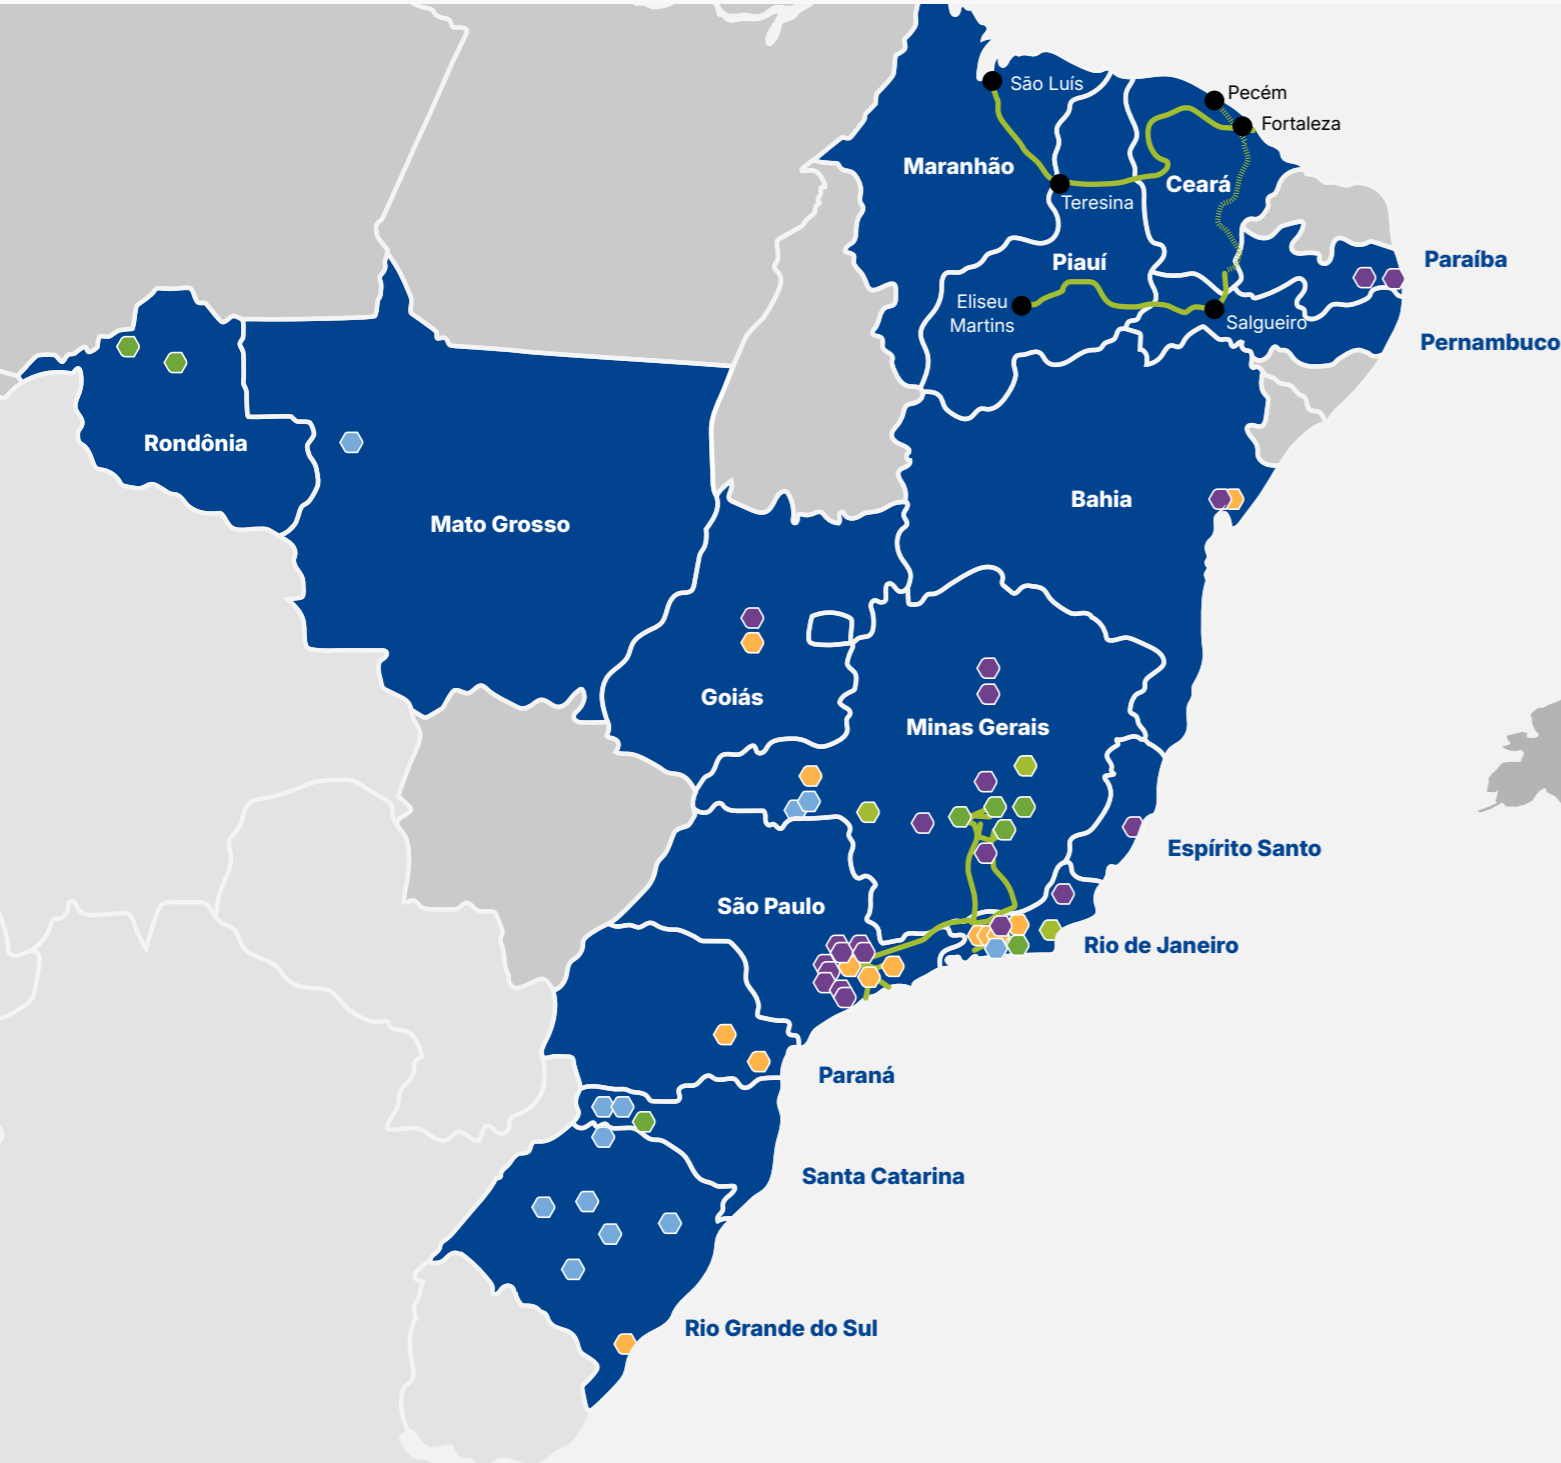 São Luís
Pecém
Fortaleza
Maranhão
Ceará
Teresina
Paraíba
Piauí
Eliseu
Martins
Salgueiro
Pernambuco
Rondônia
Mato Grosso
Bahia
Goiás
Minas Gerais
Espírito Santo
São Paulo
Rio de Janeiro
Paraná
Santa Catarina
Rio Grande do Sul